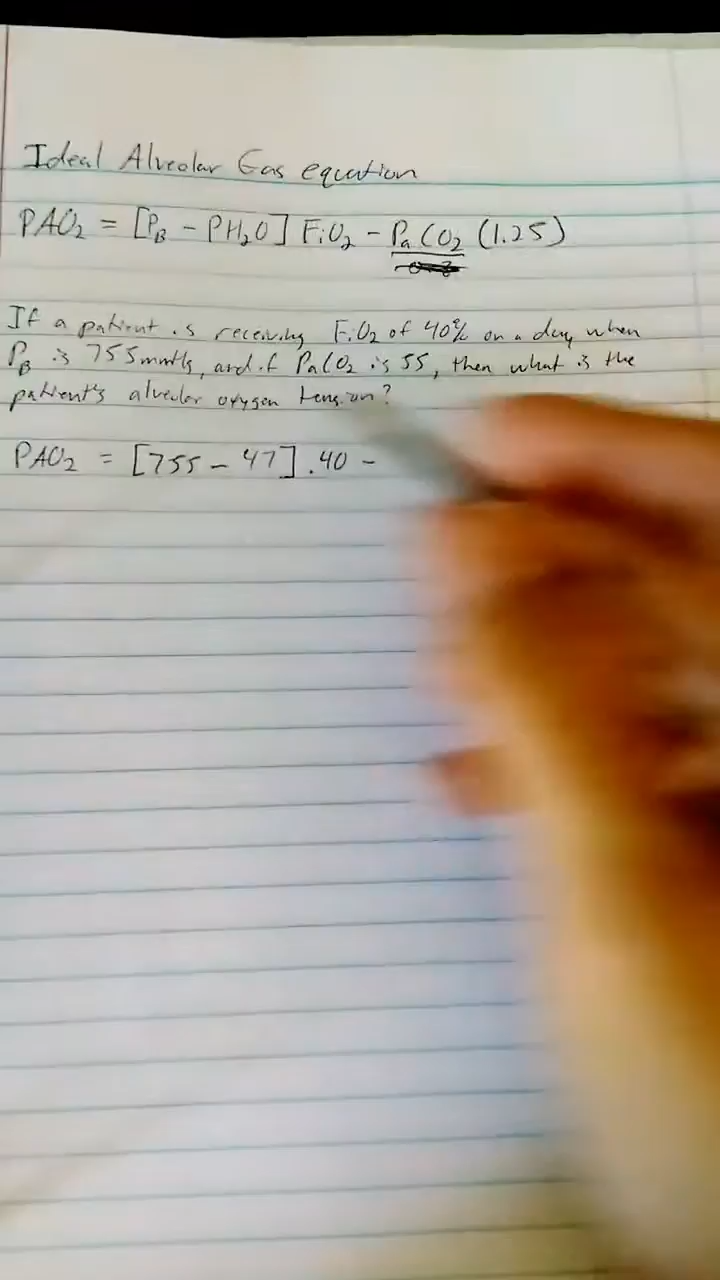 Ideal Alveolar Gas equation
PAO₂ = [P_B - PH₂O] FiO₂ - PaCO₂ (1.25)
If a patient is receiving FiO₂ of 40% on a day when
P_B is 755mmHg, and if PaCO₂ is 55, then what is the
patient's alveolar oxygen tension?
PAO₂ = [755 - 47] .40 -